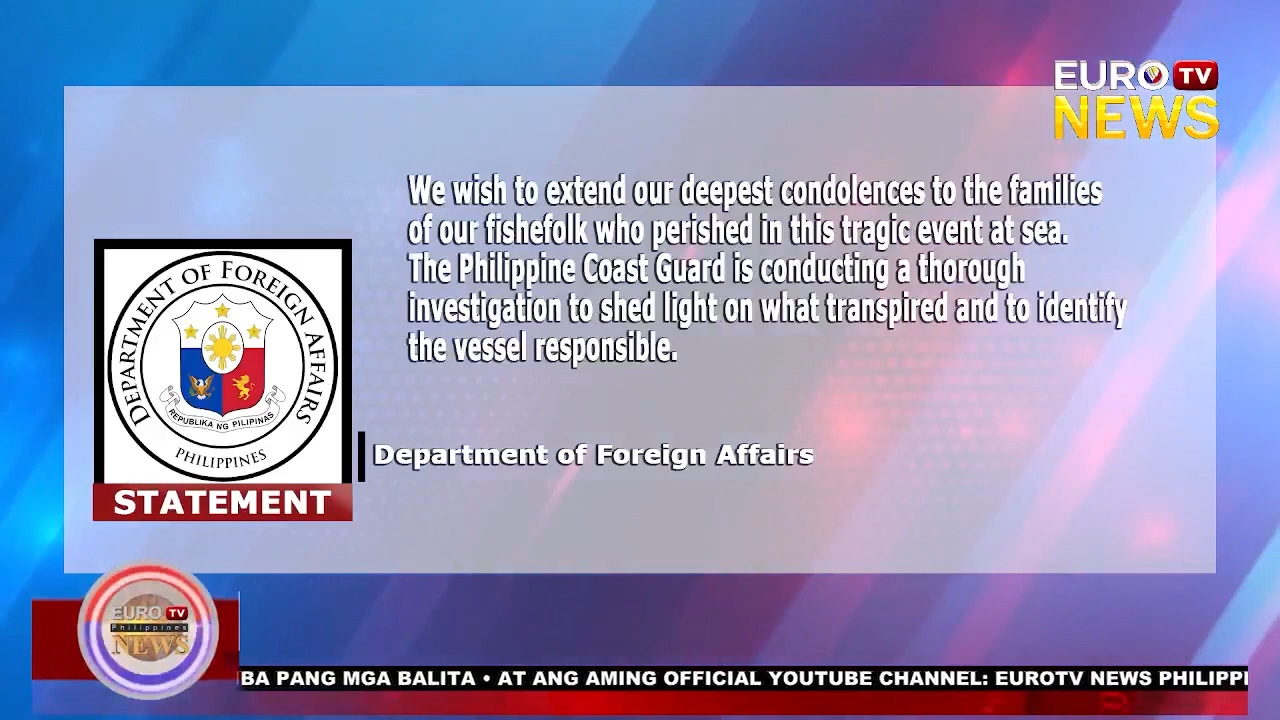 EURO TV
NEWS
We wish to extend our deepest condolences to the families
of our fishefolk who perished in this tragic event at sea.
The Philippine Coast Guard is conducting a thorough
investigation to shed light on what transpired and to identify
the vessel responsible.
DEPARTMENT OF FOREIGN AFFAIRS
REPUBLIKA NG PILIPINAS
PHILIPPINES
Department of Foreign Affairs
STATEMENT
EURO TV
Philippines
NEWS
BA PANG MGA BALITA • AT ANG AMING OFFICIAL YOUTUBE CHANNEL: EUROTV NEWS PHILIPPI